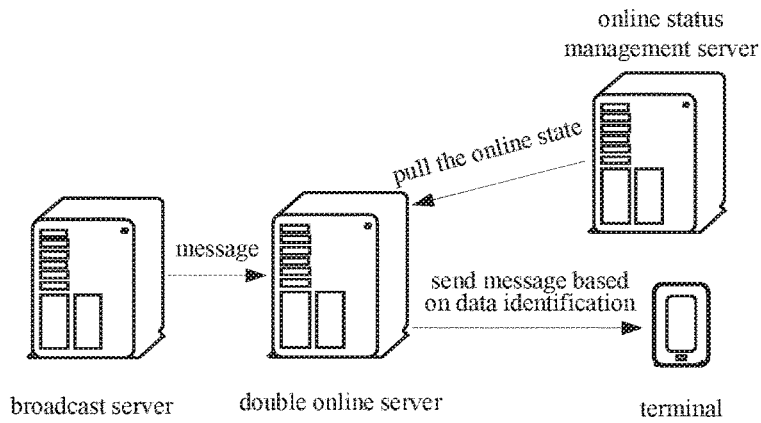 online status
management server
pull the online state
message
send message based
on data identification
broadcast server
double online server
terminal